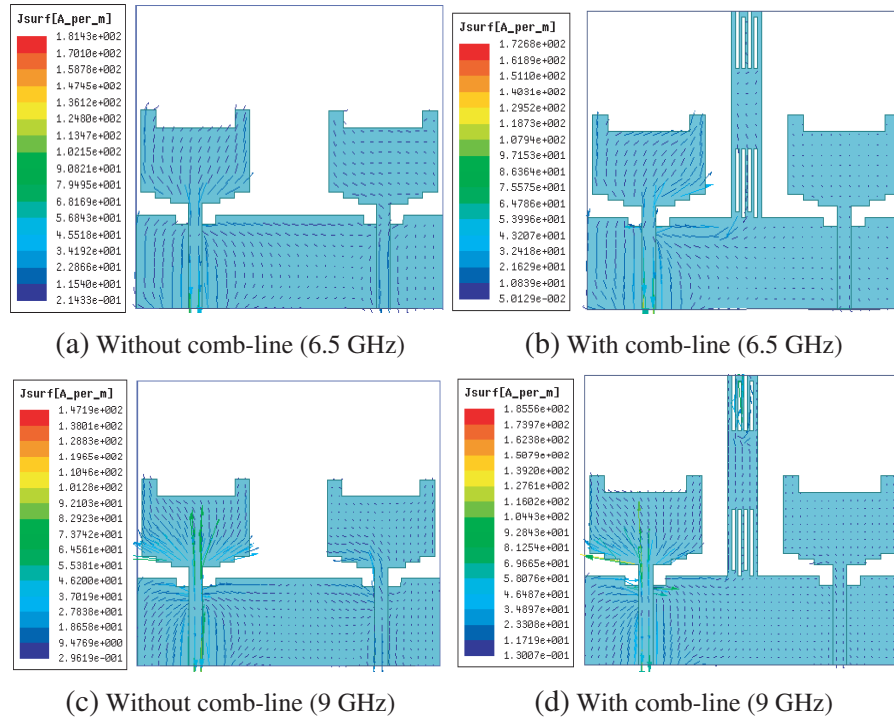 Jsurf[A_per_m]
1.8143e+002
1.7010e+002
1.5878e+002
1.4745e+002
1.3612e+002
1.2480e+002
1.1347e+002
1.0215e+002
9.0821e+001
7.9495e+001
6.8169e+001
5.6843e+001
4.5518e+001
3.4192e+001
2.2866e+001
1.1540e+001
2.1433e-001
(a) Without comb-line (6.5 GHz)
Jsurf[A_per_m]
1.7268e+002
1.6189e+002
1.5110e+002
1.4031e+002
1.2952e+002
1.1873e+002
1.0794e+002
9.7153e+001
8.6364e+001
7.5575e+001
6.4786e+001
5.3996e+001
4.3207e+001
3.2418e+001
2.1629e+001
1.0839e+001
5.0129e-002
(b) With comb-line (6.5 GHz)
Jsurf[A_per_m]
1.4719e+002
1.3801e+002
1.2883e+002
1.1965e+002
1.1046e+002
1.0128e+002
9.2103e+001
8.2923e+001
7.3742e+001
6.4561e+001
5.5381e+001
4.6200e+001
3.7019e+001
2.7838e+001
1.8658e+001
9.4769e+000
2.9619e-001
(c) Without comb-line (9 GHz)
Jsurf[A_per_m]
1.8556e+002
1.7397e+002
1.6238e+002
1.5079e+002
1.3920e+002
1.2761e+002
1.1602e+002
1.0443e+002
9.2843e+001
8.1254e+001
6.9665e+001
5.8076e+001
4.6487e+001
3.4897e+001
2.3308e+001
1.1719e+001
1.3007e-001
(d) With comb-line (9 GHz)